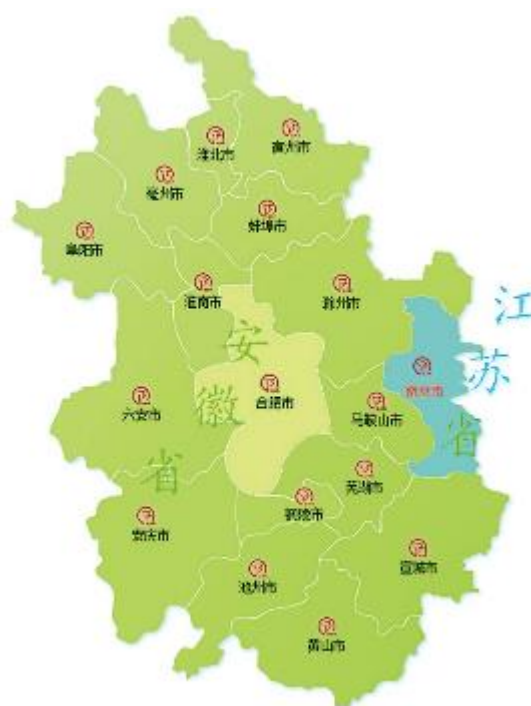 淮北市
宿州市
亳州市
蚌埠市
阜阳市
淮南市
滁州市
江
苏
省
安
徽
省
南京市
六安市
合肥市
马鞍山市
芜湖市
铜陵市
安庆市
宣城市
池州市
黄山市